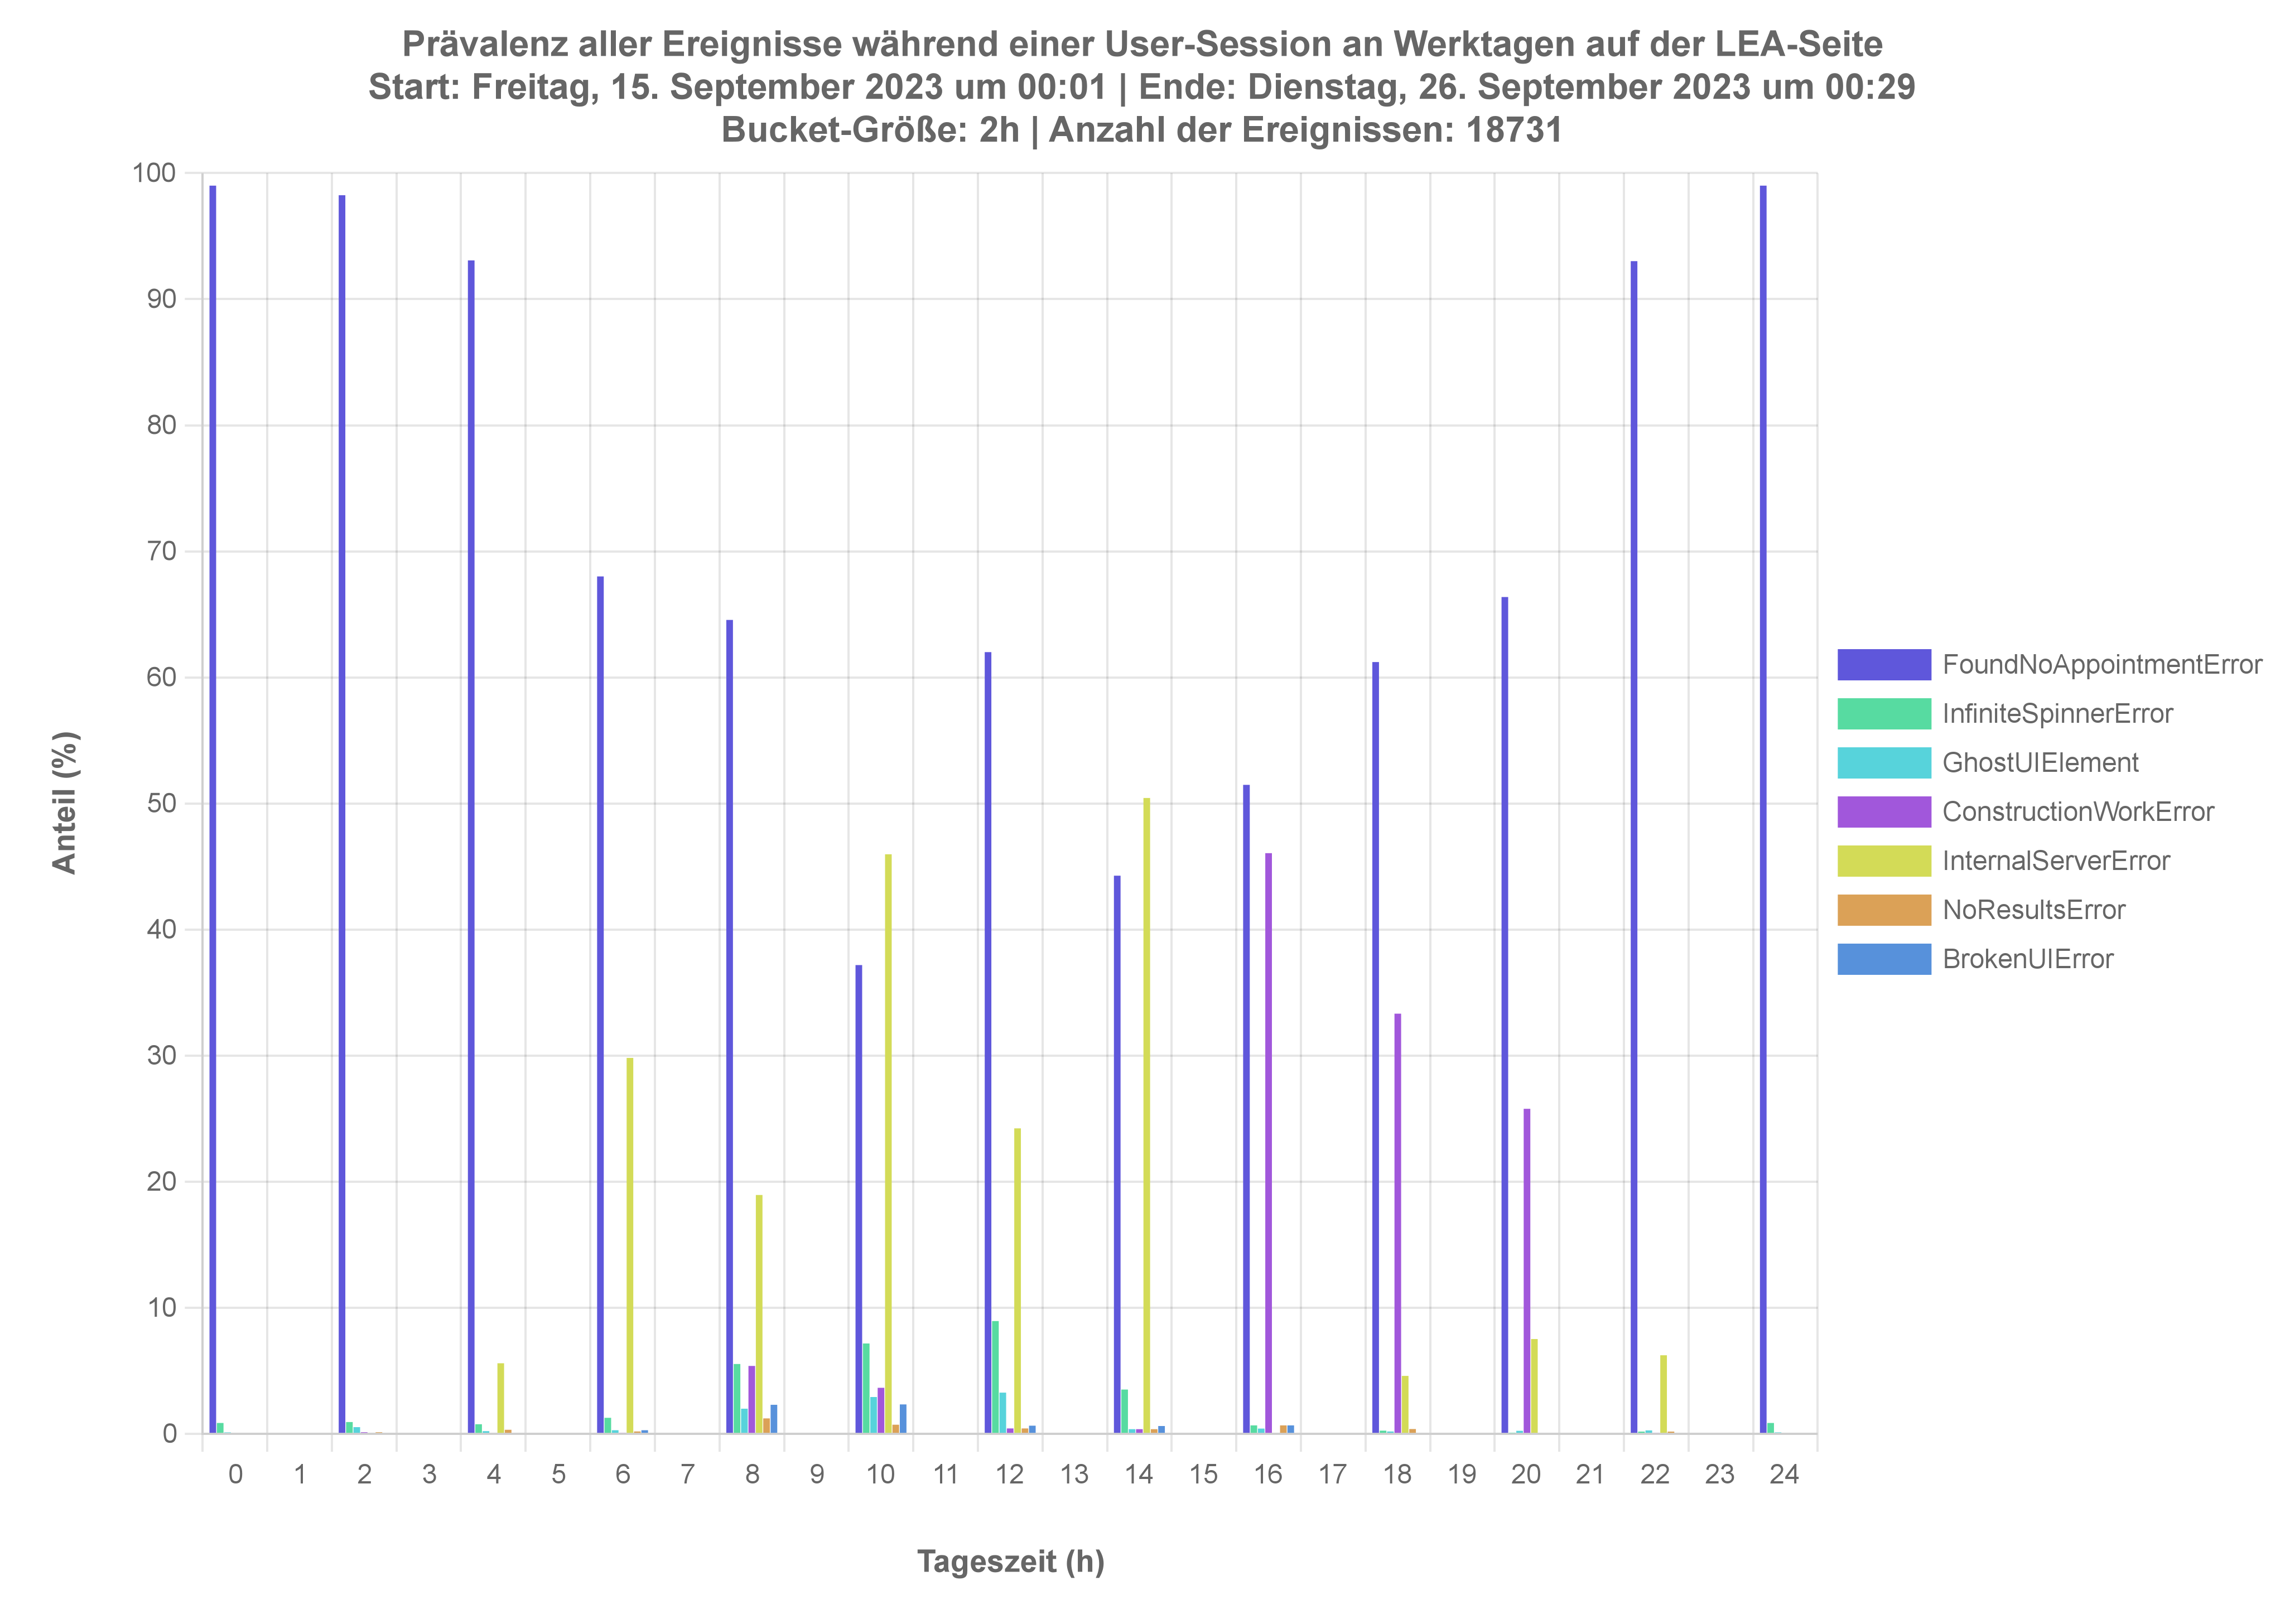 Prävalenz aller Ereignisse während einer User-Session an Werktagen auf der LEA-Seite
Start: Freitag, 15. September 2023 um 00:01 | Ende: Dienstag, 26. September 2023 um 00:29
Bucket-Größe: 2h | Anzahl der Ereignissen: 18731
100
90
80
70
60
50
40
30
20
10
0
Anteil (%)
0 1 2 3 4 5 6 7 8 9 10 11 12 13 14 15 16 17 18 19 20 21 22 23 24
Tageszeit (h)
FoundNoAppointmentError
InfiniteSpinnerError
GhostUIElement
ConstructionWorkError
InternalServerError
NoResultsError
BrokenUIError